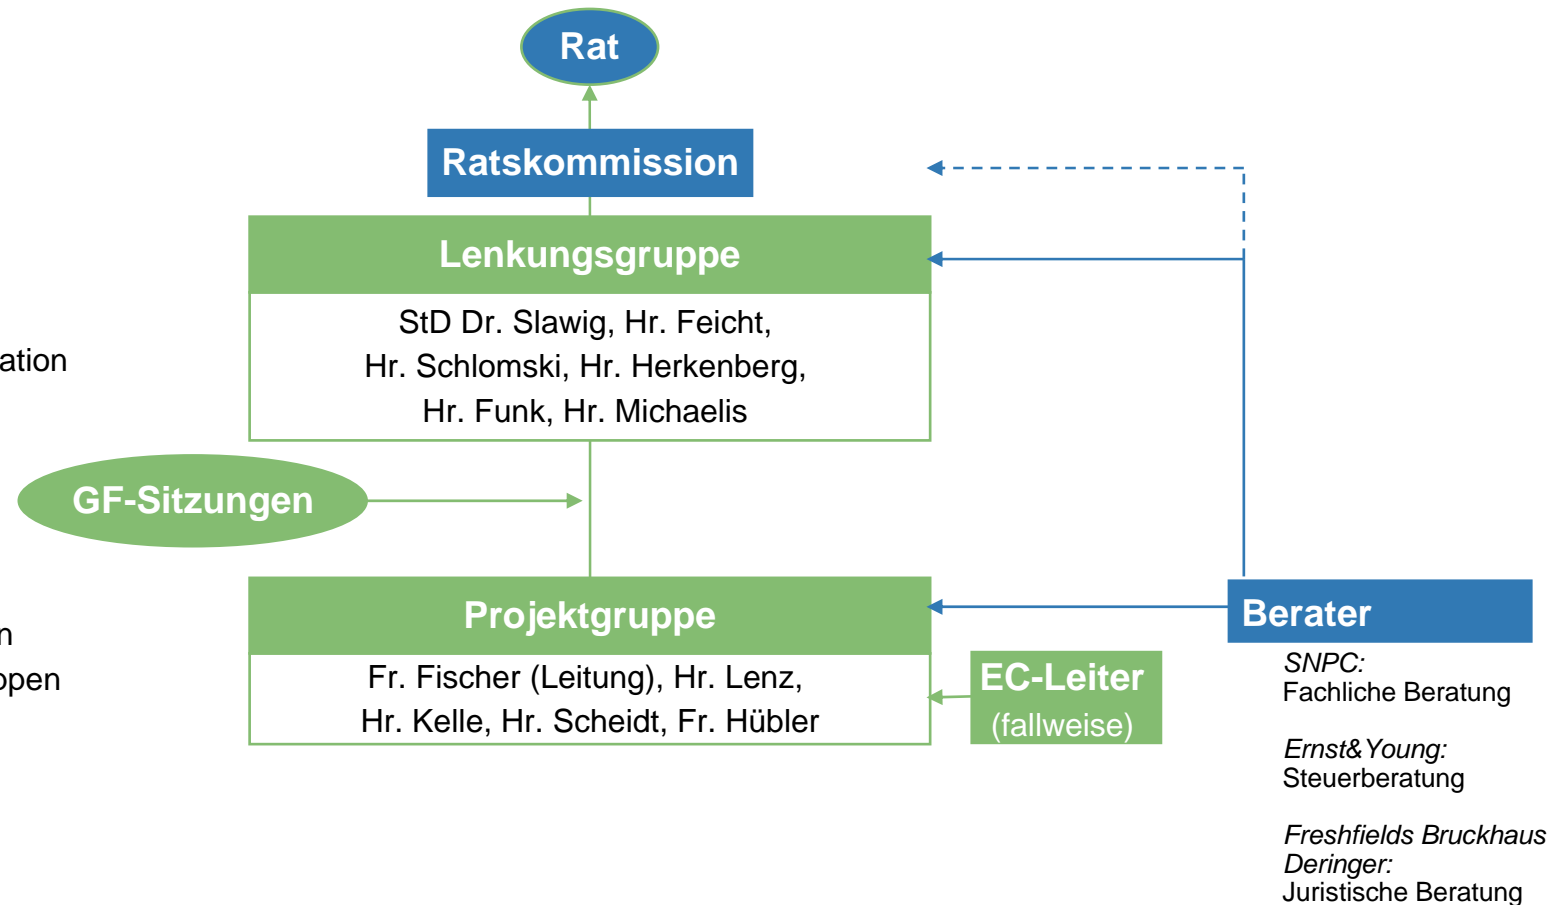 Rat
Ratskommission
Lenkungsgruppe
StD Dr. Slawig, Hr. Feicht,
Hr. Schlomski, Hr. Herkenberg,
Hr. Funk, Hr. Michaelis
ation
GF-Sitzungen
Projektgruppe
Fr. Fischer (Leitung), Hr. Lenz,
Hr. Kelle, Hr. Scheidt, Fr. Hübler
n
open
EC-Leiter
(fallweise)
Berater
SNPC:
Fachliche Beratung
Ernst&Young:
Steuerberatung
Freshfields Bruckhaus
Deringer:
Juristische Beratung